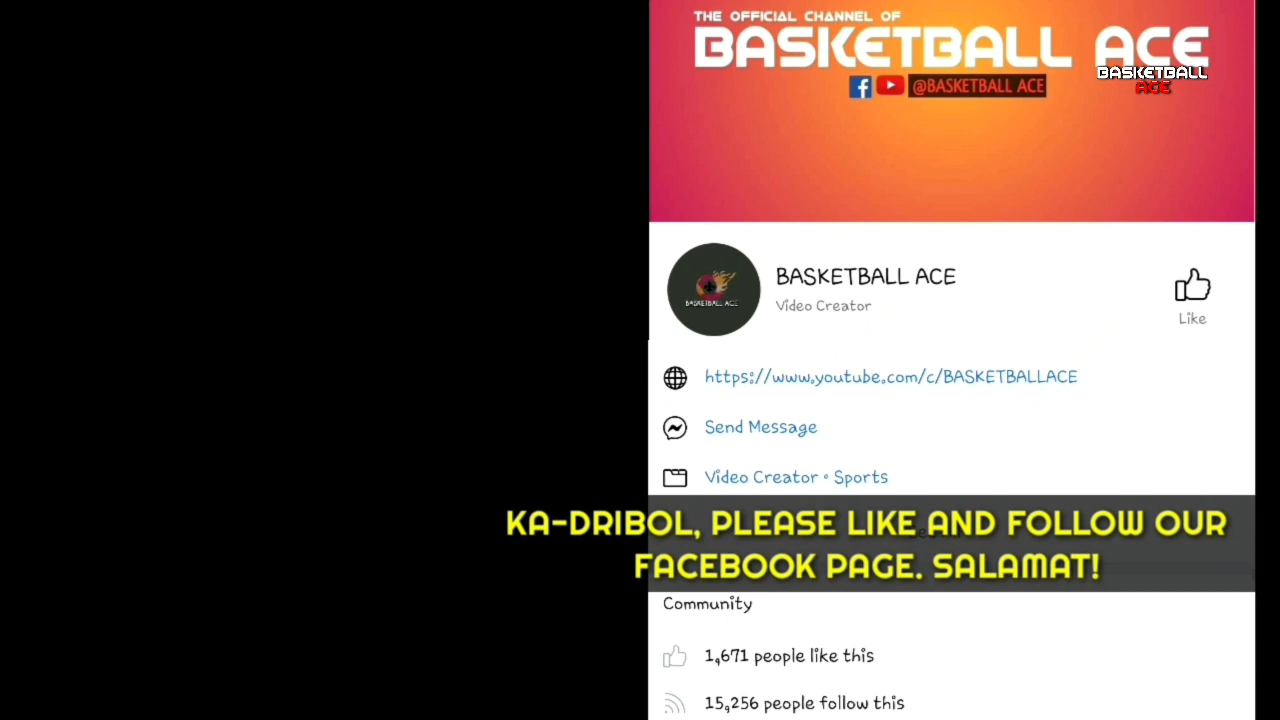 THE OFFICIAL CHANNEL OF
BASKETBALL ACE
@BASKETBALL ACE
BASKETBALL
ACE
BASKETBALL ACE
BASKETBALL ACE
Video Creator
Like
https://www.youtube.com/c/BASKETBALLACE
Send Message
Video Creator • Sports
KA-DRIBOL, PLEASE LIKE AND FOLLOW OUR
FACEBOOK PAGE. SALAMAT!
Community
1,671 people like this
15,256 people follow this